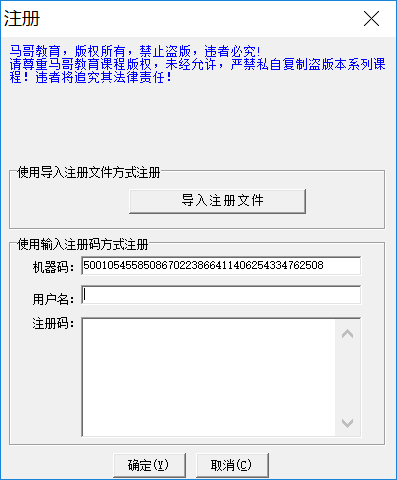 注册
马哥教育，版权所有，禁止盗版，违者必究!
请尊重马哥教育课程版权，未经允许，严禁私自复制盗版本系列课
程! 违者将追究其法律责任!
使用导入注册文件方式注册
导入注册文件
使用输入注册码方式注册
机器码: 500105455850867022386641140625433476​2508
用户名:
注册码:
确定(Y) 取消(C)